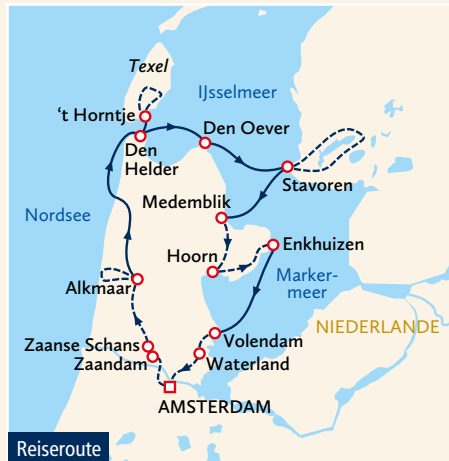 Texel
IJsselmeer
't Horntje
Den Oever
Den
Helder
Stavoren
Medemblik
Nordsee
Hoorn
Enkhuizen
Marker-
meer
Alkmaar
NIEDERLANDE
Volendam
Zaanse Schans
Waterland
Zaandam
AMSTERDAM
Reiseroute